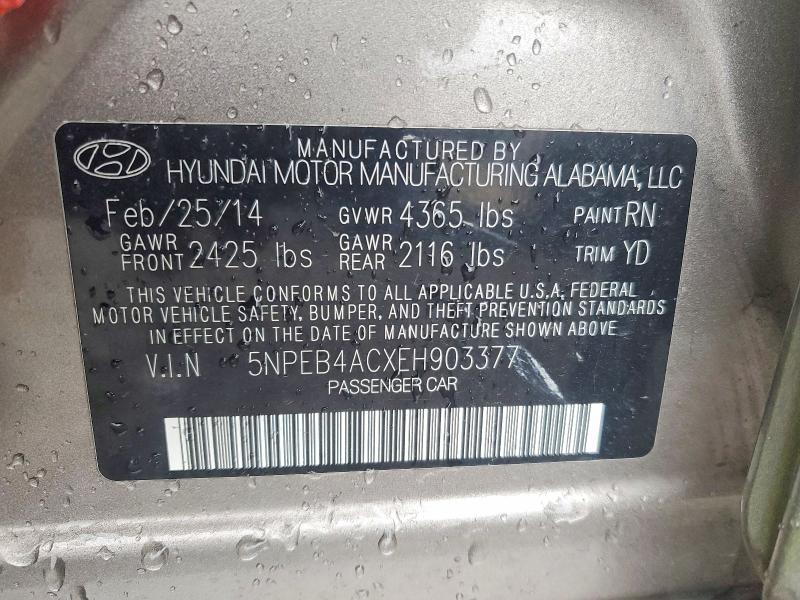 MANUFACTURED BY
HYUNDAI MOTOR MANUFACTURING ALABAMA, LLC
Feb/25/14 GVWR 4365 lbs PAINT RN
GAWR FRONT 2425 lbs GAWR REAR 2116 lbs TRIM YD
THIS VEHICLE CONFORMS TO ALL APPLICABLE U.S.A. FEDERAL
MOTOR VEHICLE SAFETY, BUMPER, AND THEFT PREVENTION STANDARDS
IN EFFECT ON THE DATE OF MANUFACTURE SHOWN ABOVE
V.I.N 5NPEB4ACXEH903377
PASSENGER CAR